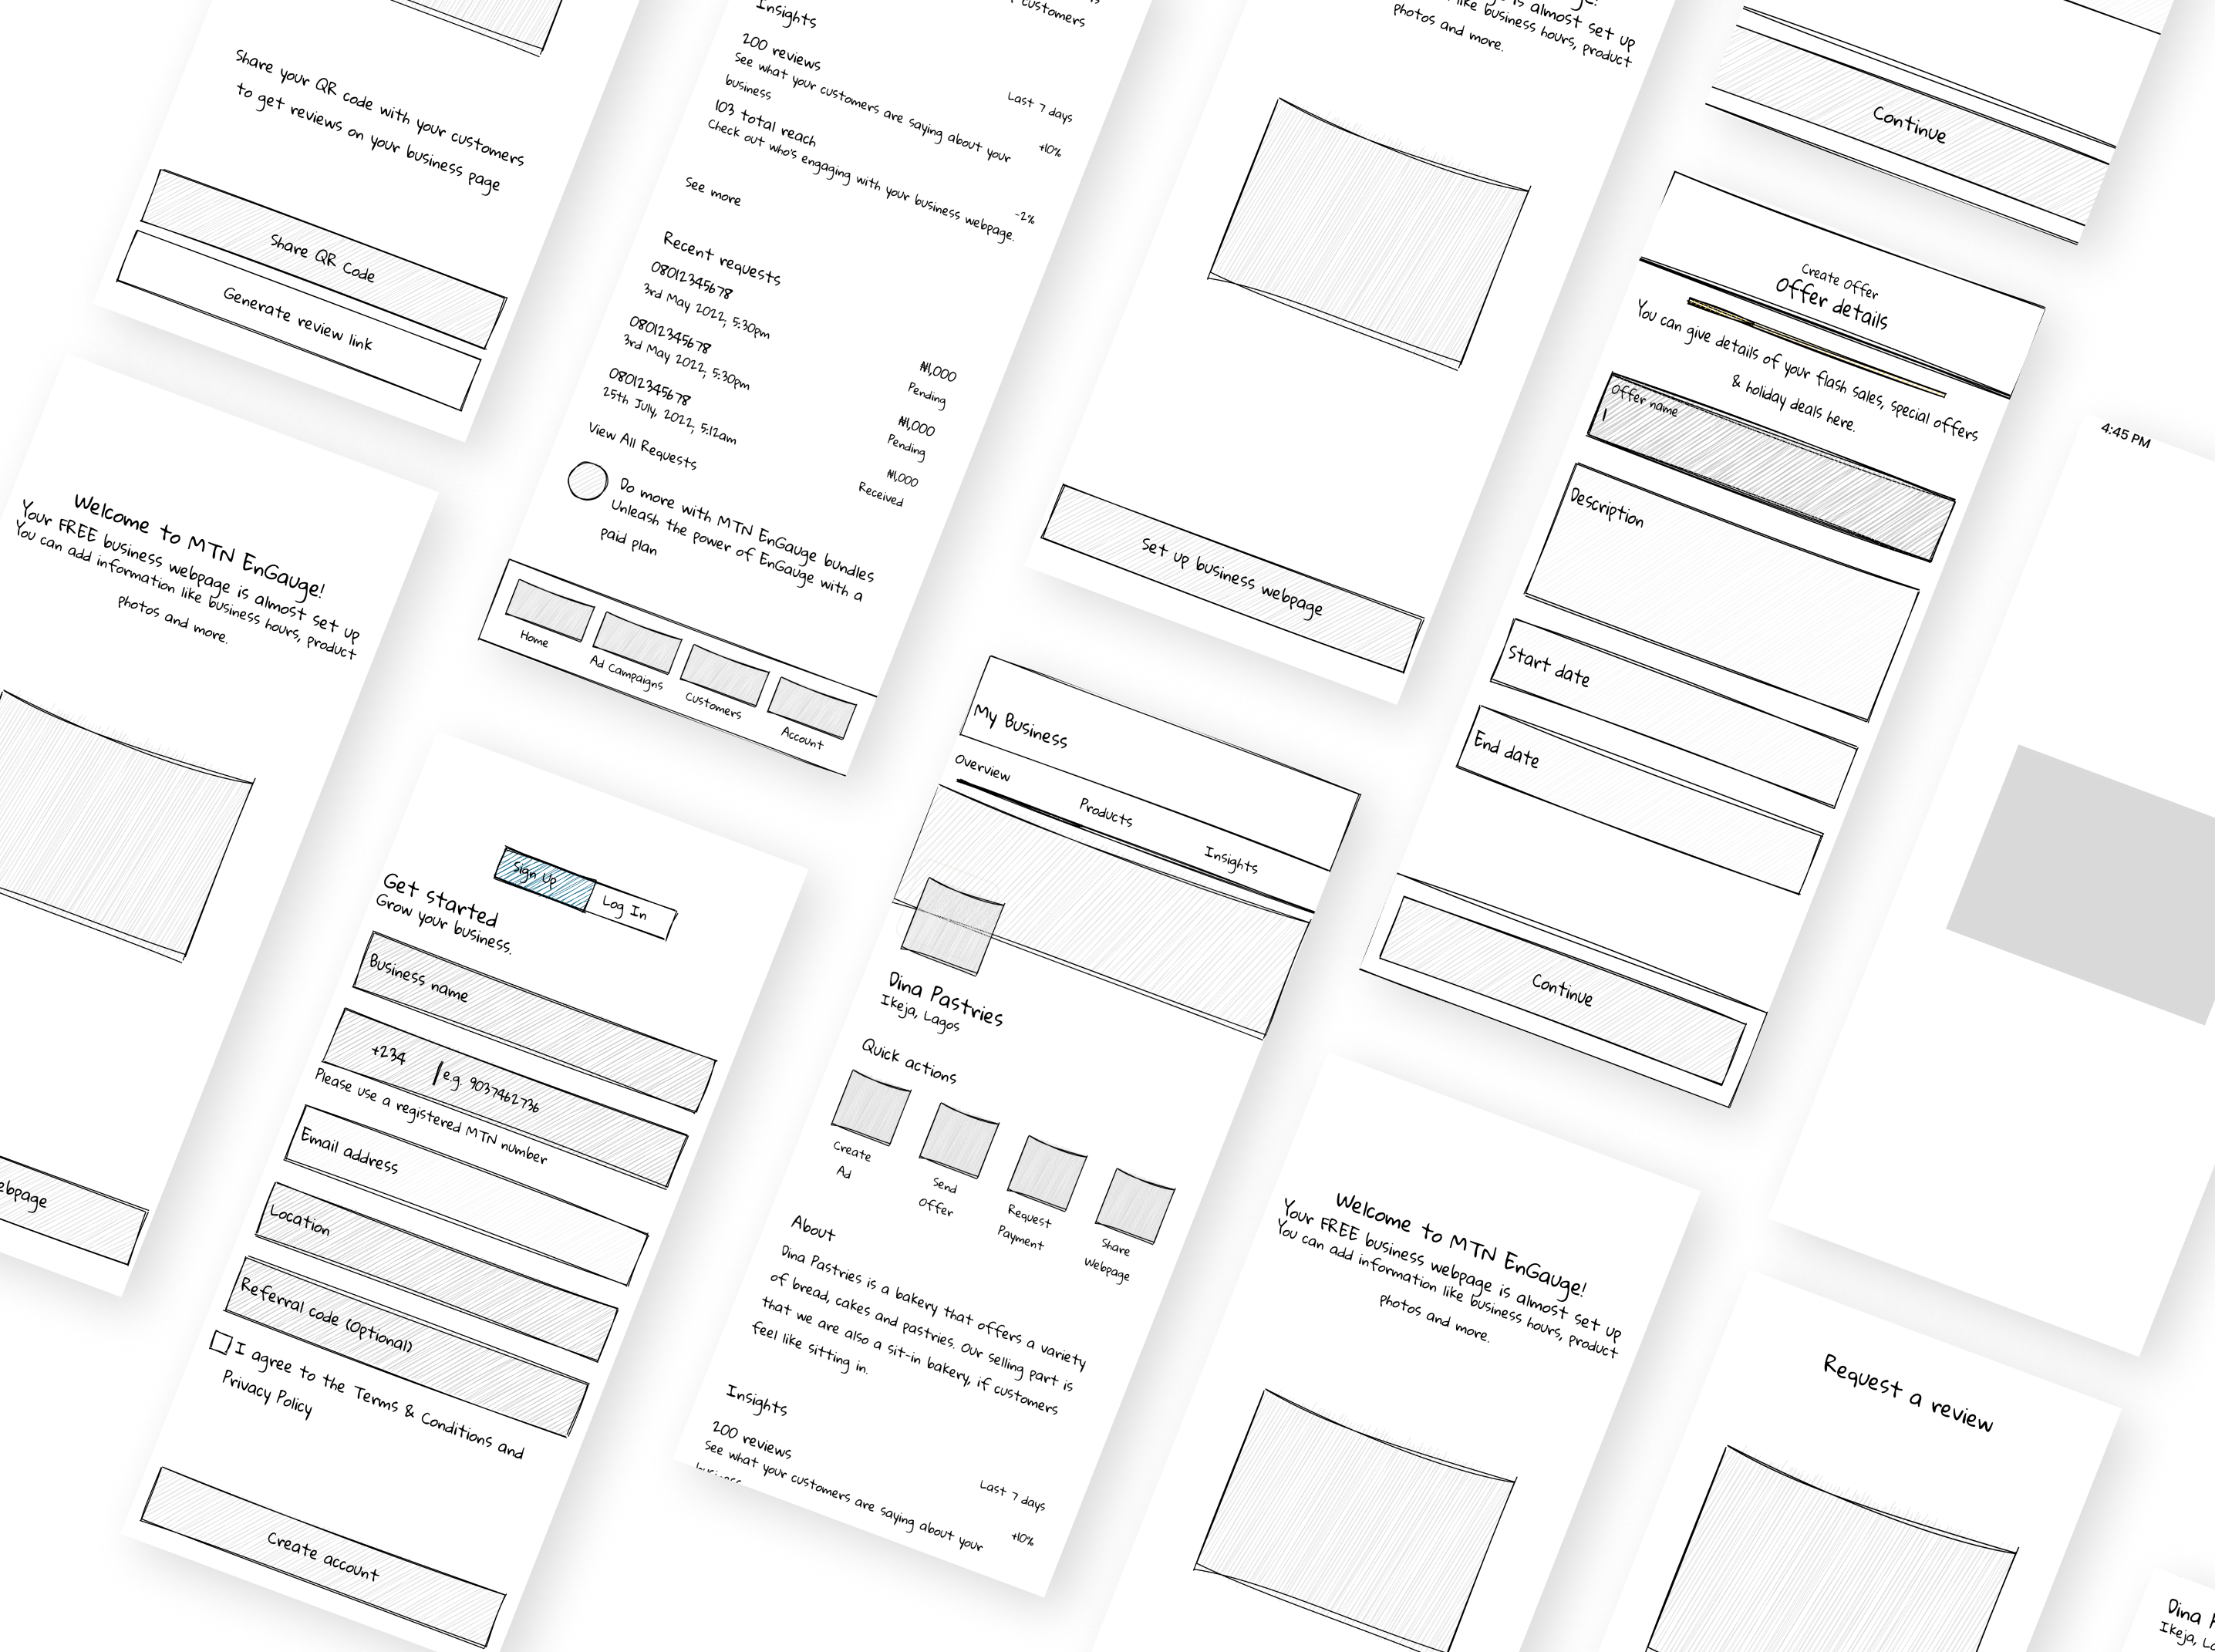 Share your QR code with your customers
to get reviews on your business page
Share QR Code
Generate review link
Welcome to MTN EnGauge!
Your FREE business webpage is almost set up
You can add information like business hours, product
photos and more.
customers
Insights
200 reviews
Last 7 days
See what your customers are saying about your
business
+10%
103 total reach
Check out who's engaging with your business webpage.
-2%
See more
Recent requests
08012345678
3rd May 2022, 5:30pm
₦1,000
Pending
08012345678
3rd May 2022, 5:30pm
₦1,000
Pending
08012345678
25th July, 2022, 5:12am
₦1,000
Received
View All Requests
Do more with MTN EnGauge bundles
Unleash the power of EnGauge with a
paid plan
Home
Ad Campaigns
Customers
Account
Sign Up
Log In
Get started
Grow your business.
Business name
+234
e.g. 9037462736
Please use a registered MTN number
Email address
Location
Referral code (Optional)
I agree to the Terms & Conditions and
Privacy Policy
Create account
is almost set up
like business hours, product
photos and more.
Set up business webpage
My Business
Overview
Products
Insights
Dina Pastries
Ikeja, Lagos
Quick actions
Create
Ad
Send
Offer
Request
Payment
Share
Webpage
About
Dina Pastries is a bakery that offers a variety
of bread, cakes and pastries. Our selling part is
that we are also a sit-in bakery, if customers
feel like sitting in.
Insights
200 reviews
Last 7 days
See what your customers are saying about your
+10%
Continue
Create Offer
Offer details
You can give details of your flash sales, special offers
& holiday deals here.
Offer name
Description
Start date
End date
Continue
Welcome to MTN EnGauge!
Your FREE business webpage is almost set up
You can add information like business hours, product
photos and more.
4:45 PM
Request a review
Dina
Ikeja,